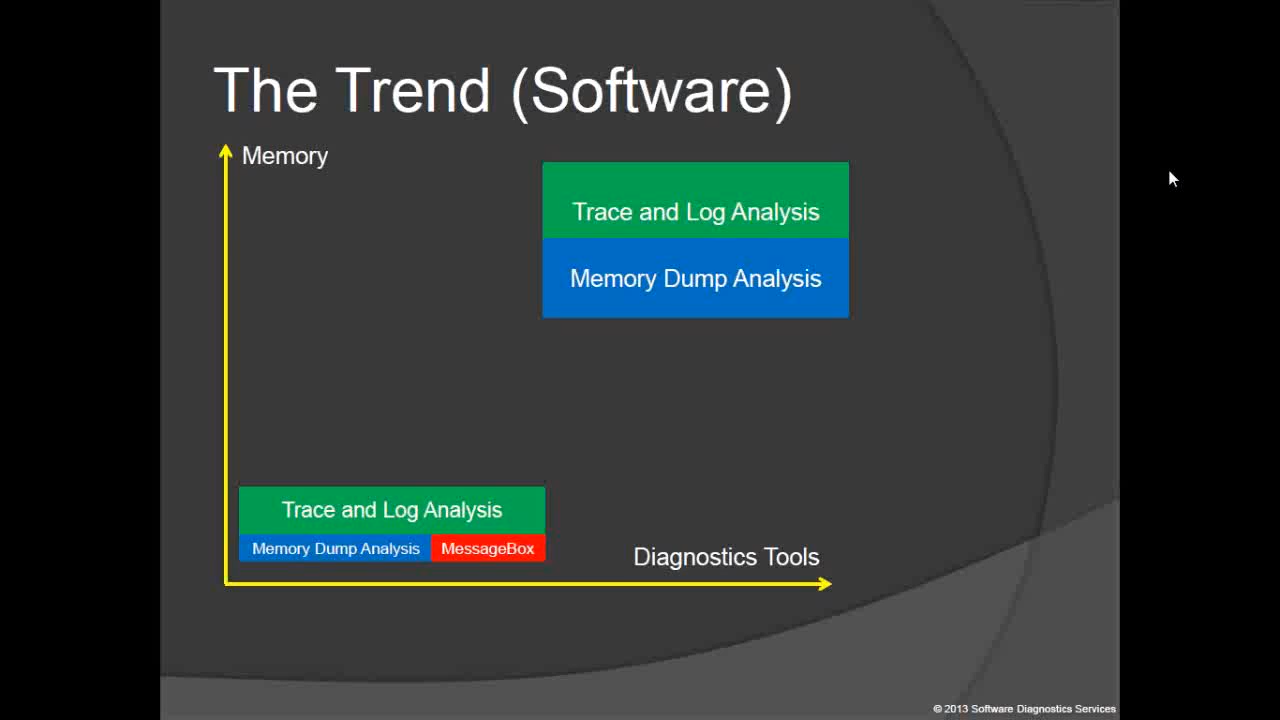 The Trend (Software)
Memory
Trace and Log Analysis
Memory Dump Analysis
Trace and Log Analysis
Memory Dump Analysis
MessageBox
Diagnostics Tools
© 2013 Software Diagnostics Services